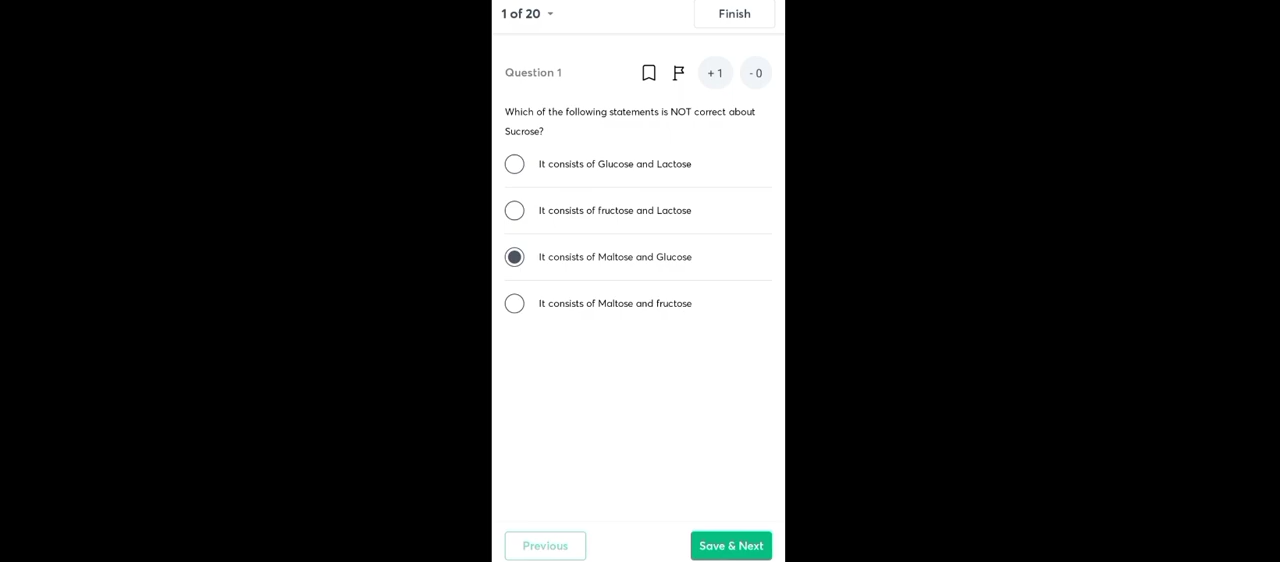 1 of 20
Finish
Question 1
+ 1
- 0
Which of the following statements is NOT correct about
Sucrose?
It consists of Glucose and Lactose
It consists of fructose and Lactose
It consists of Maltose and Glucose
It consists of Maltose and fructose
Previous
Save & Next